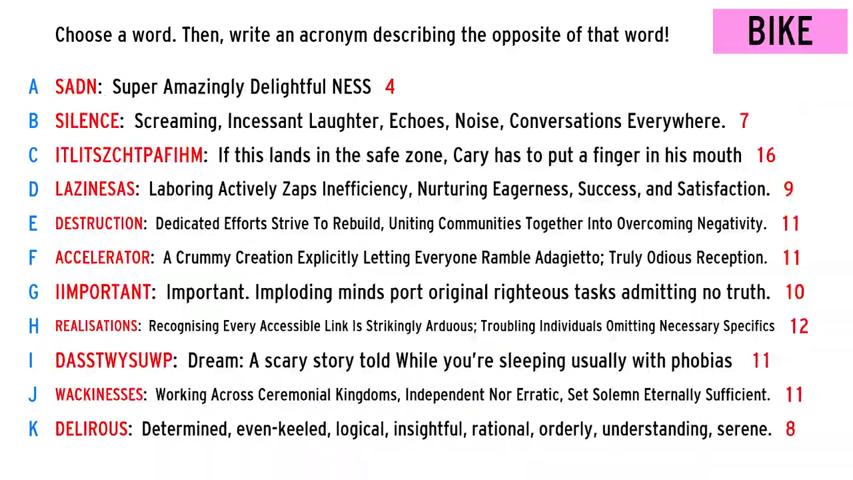 Choose a word. Then, write an acronym describing the opposite of that word!
BIKE
A SADN: Super Amazingly Delightful NESS 4
B SILENCE: Screaming, Incessant Laughter, Echoes, Noise, Conversations Everywhere. 7
C ITLITSZCHTPAFIHM: If this lands in the safe zone, Cary has to put a finger in his mouth 16
D LAZINESAS: Laboring Actively Zaps Inefficiency, Nurturing Eagerness, Success, and Satisfaction. 9
E DESTRUCTION: Dedicated Efforts Strive To Rebuild, Uniting Communities Together Into Overcoming Negativity. 11
F ACCELERATOR: A Crummy Creation Explicitly Letting Everyone Ramble Adagietto; Truly Odious Reception. 11
G IIMPORTANT: Important. Imploding minds port original righteous tasks admitting no truth. 10
H REALISATIONS: Recognising Every Accessible Link Is Strikingly Arduous; Troubling Individuals Omitting Necessary Specifics 12
I DASSTWYSUWP: Dream: A scary story told While you're sleeping usually with phobias 11
J WACKINESSES: Working Across Ceremonial Kingdoms, Independent Nor Erratic, Set Solemn Eternally Sufficient. 11
K DELIROUS: Determined, even-keeled, logical, insightful, rational, orderly, understanding, serene. 8